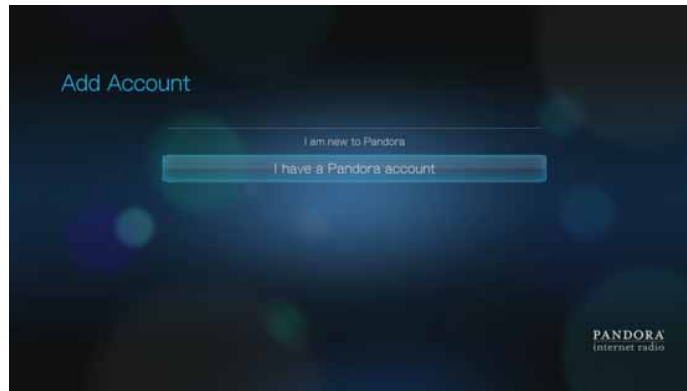 Add Account
I am new to Pandora
I have a Pandora account
PANDORA
internet radio